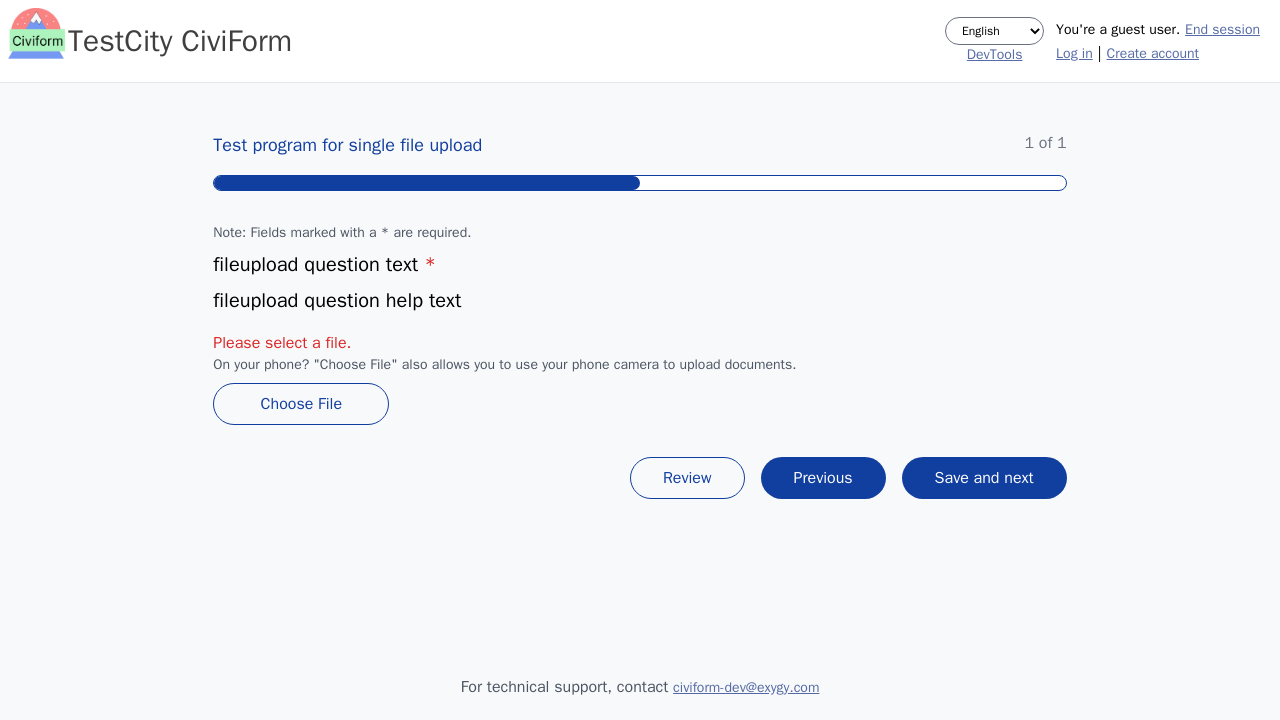 Civiform
TestCity CiviForm
English
DevTools
You're a guest user. End session
Log in | Create account
Test program for single file upload
1 of 1
Note: Fields marked with a * are required.
fileupload question text *
fileupload question help text
Please select a file.
On your phone? "Choose File" also allows you to use your phone camera to upload documents.
Choose File
Review
Previous
Save and next
For technical support, contact civiform-dev@exygy.com